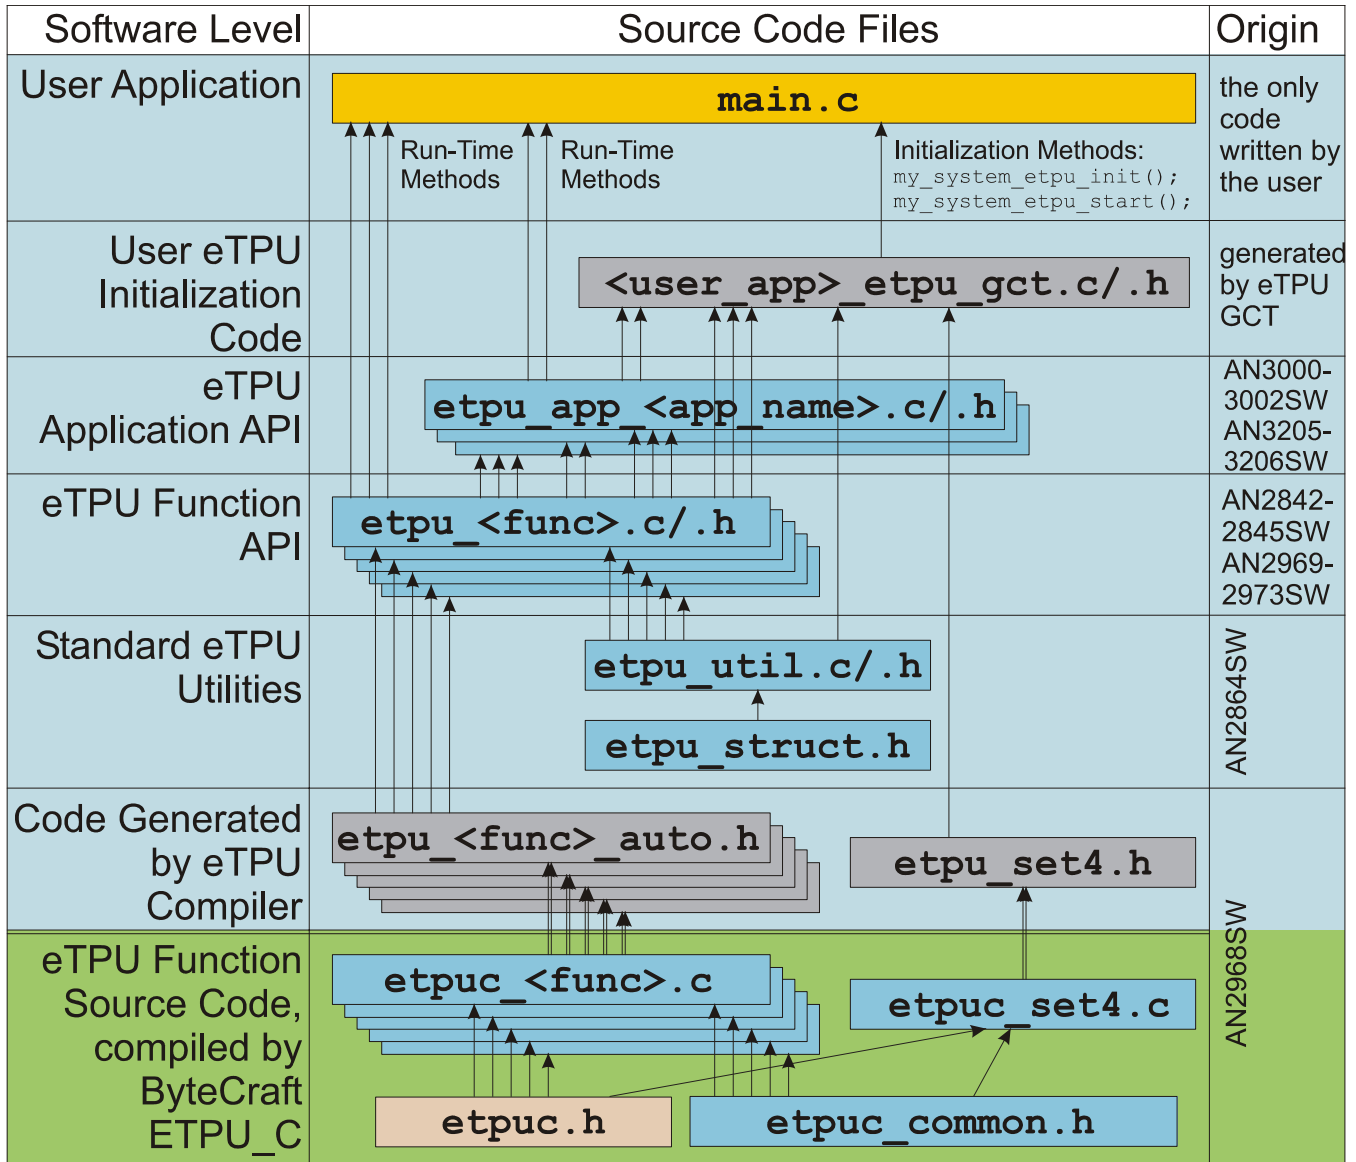 Software Level
Source Code Files
Origin
User Application
main.c
the only
code
written by
the user
Run-Time
Methods
Run-Time
Methods
Initialization Methods:
my_system_etpu_init();
my_system_etpu_start();
User eTPU
Initialization
Code
<user_app>_etpu_gct.c/.h
generated
by eTPU
GCT
eTPU
Application API
etpu_app_<app_name>.c/.h
AN3000-
3002SW
AN3205-
3206SW
eTPU Function
API
etpu_<func>.c/.h
AN2842-
2845SW
AN2969-
2973SW
Standard eTPU
Utilities
etpu_util.c/.h
etpu_struct.h
AN2864SW
Code Generated
by eTPU
Compiler
etpu_<func>_auto.h
etpu_set4.h
AN2968SW
eTPU Function
Source Code,
compiled by
ByteCraft
ETPU_C
etpuc_<func>.c
etpuc_set4.c
etpuc.h
etpuc_common.h